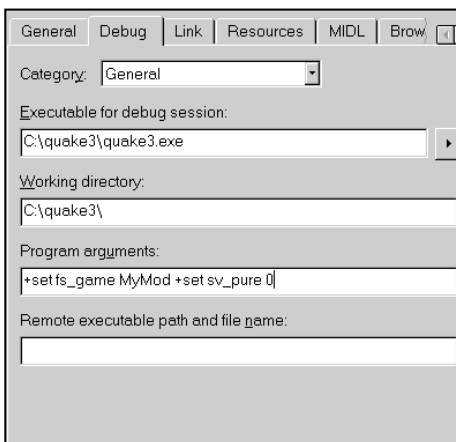 General Debug Link Resources MIDL Brow
Category: General
Executable for debug session:
C:\quake3\quake3.exe
Working directory:
C:\quake3\
Program arguments:
+set fs_game MyMod +set sv_pure 0
Remote executable path and file name: